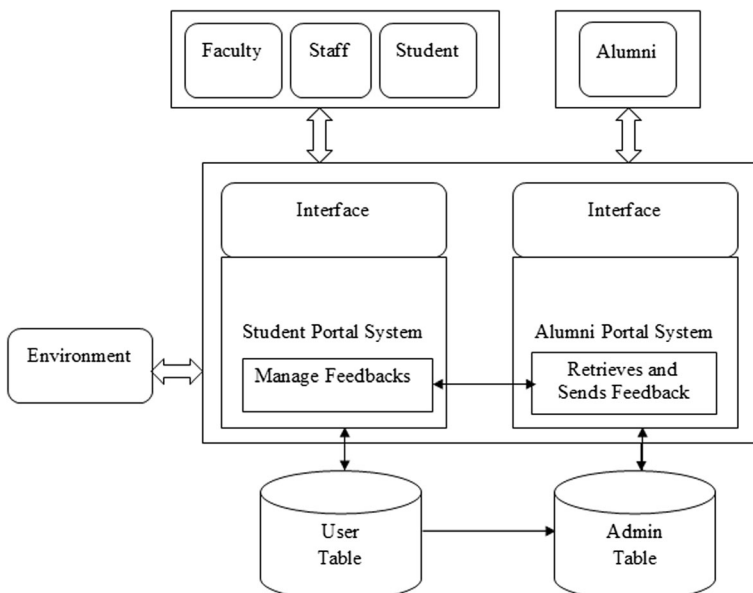 Faculty
Staff
Student
Alumni
Interface
Interface
Student Portal System
Alumni Portal System
Environment
Manage Feedbacks
Retrieves and
Sends Feedback
User
Table
Admin
Table